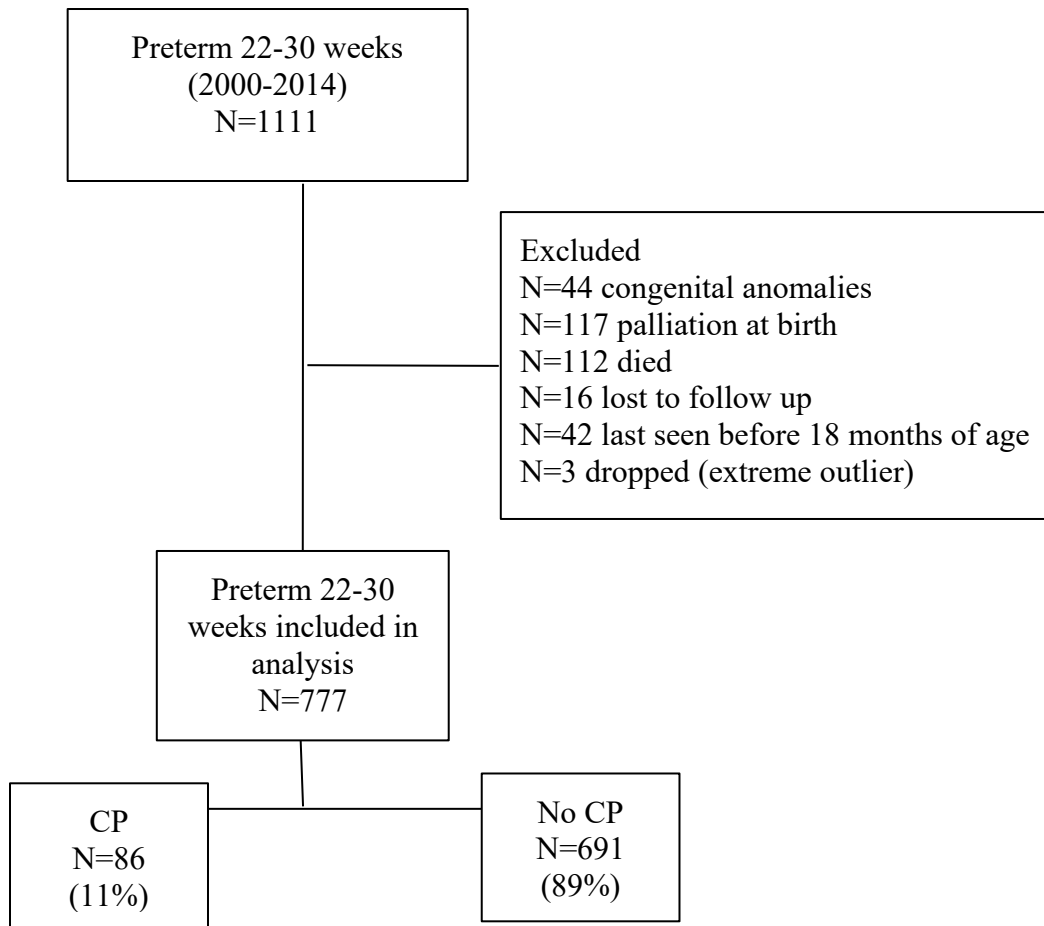 Preterm 22-30 weeks
(2000-2014)
N=1111
Excluded
N=44 congenital anomalies
N=117 palliation at birth
N=112 died
N=16 lost to follow up
N=42 last seen before 18 months of age
N=3 dropped (extreme outlier)
Preterm 22-30
weeks included in
analysis
N=777
CP
N=86
(11%)
No CP
N=691
(89%)